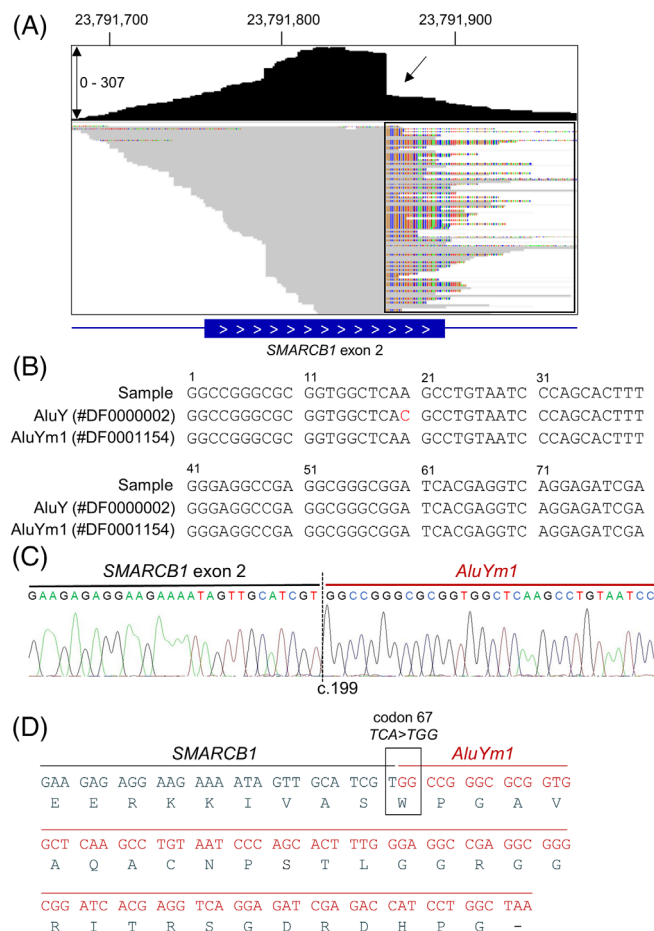 (A)
23,791,700 23,791,800 23,791,900
0 - 307
> > > > > > > > > > > > >
SMARCB1 exon 2
(B)
1 11 21 31
Sample GGCCGGGCGC GGTGGCTCAA GCCTGTAATC CCAGCACTTT
AluY (#DF0000002) GGCCGGGCGC GGTGGCTCAC GCCTGTAATC CCAGCACTTT
AluYm1 (#DF0001154) GGCCGGGCGC GGTGGCTCAA GCCTGTAATC CCAGCACTTT
41 51 61 71
Sample GGGAGGCCGA GGCGGGCGGA TCACGAGGTC AGGAGATCGA
AluY (#DF0000002) GGGAGGCCGA GGCGGGCGGA TCACGAGGTC AGGAGATCGA
AluYm1 (#DF0001154) GGGAGGCCGA GGCGGGCGGA TCACGAGGTC AGGAGATCGA
(C)
SMARCB1 exon 2 AluYm1
GAAGAGAGGAAGAAAATAGTTGCATCGT GGCCGGGCGCGGTGGCTCAAGCCTGTAATCC
c.199
(D)
codon 67
TCA>TGG
SMARCB1 AluYm1
GAA GAG AGG AAG AAA ATA GTT GCA TCG TGG CCG GGC GCG GTG
E E R K K I V A S W P G A V
GCT CAA GCC TGT AAT CCC AGC ACT TTG GGA GGC CGA GGC GGG
A Q A C N P S T L G G R G G
CGG ATC ACG AGG TCA GGA GAT CGA GAC CAT CCT GGC TAA
R I T R S G D R D H P G -